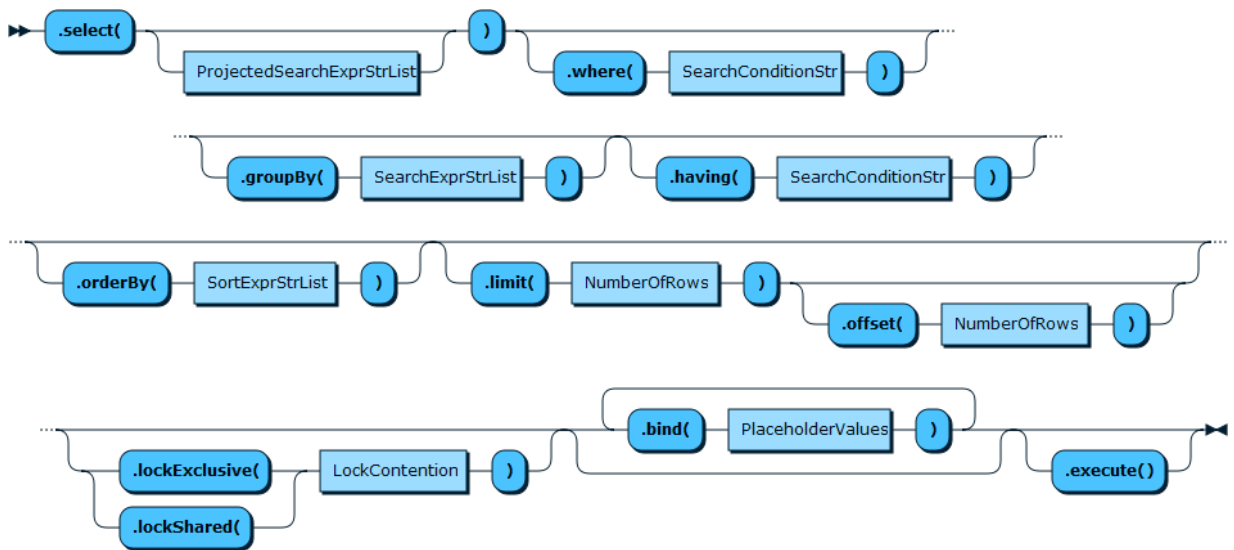 .select( ProjectedSearchExprStrList ) .where( SearchConditionStr )
.groupBy( SearchExprStrList ) .having( SearchConditionStr )
.orderBy( SortExprStrList ) .limit( NumberOfRows )
.offset( NumberOfRows )
.bind( PlaceholderValues )
.lockExclusive( LockContention ) .execute()
.lockShared(